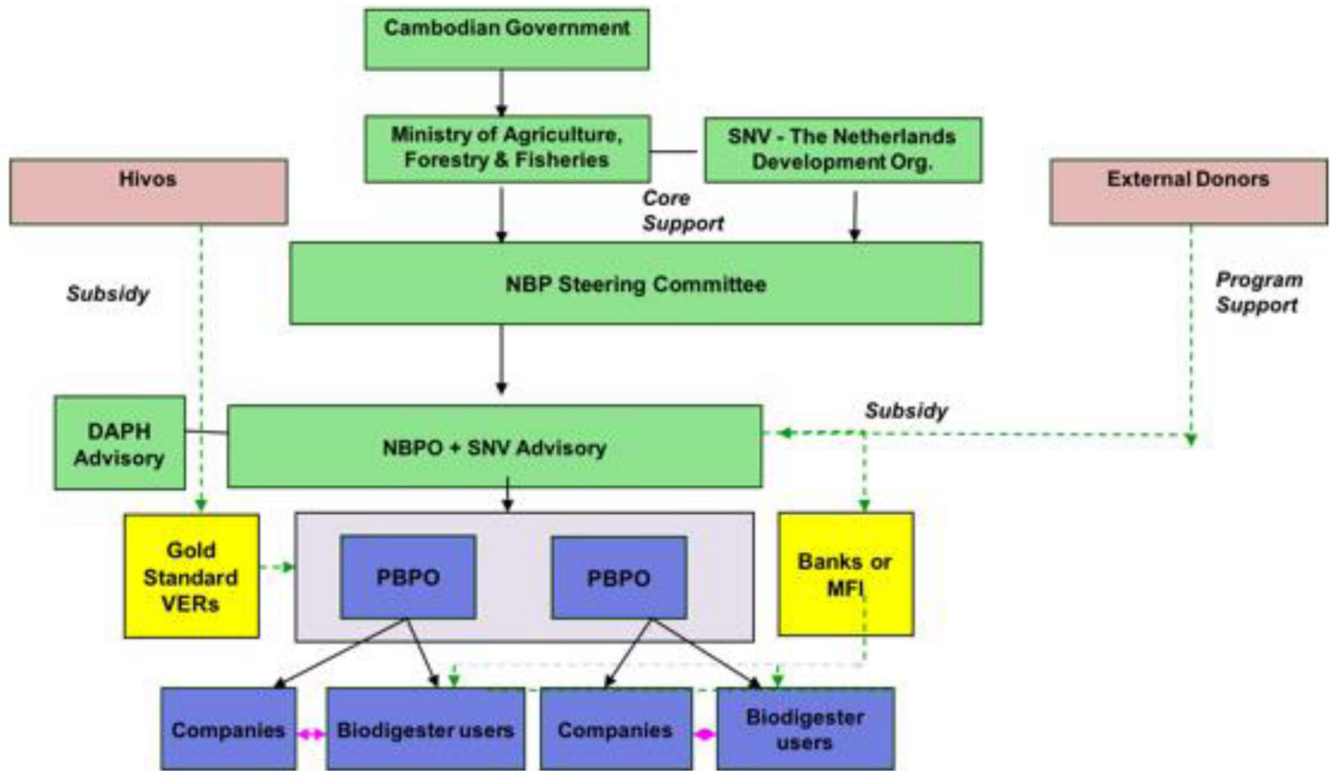 Cambodian Government
Ministry of Agriculture,
Forestry & Fisheries
SNV - The Netherlands
Development Org.
Hivos
External Donors
Core
Support
NBP Steering Committee
Subsidy
Program
Support
Subsidy
DAPH
Advisory
NBPO + SNV Advisory
Gold
Standard
VERs
PBPO
PBPO
Banks or
MFI
Companies
Biodigester users
Companies
Biodigester
users